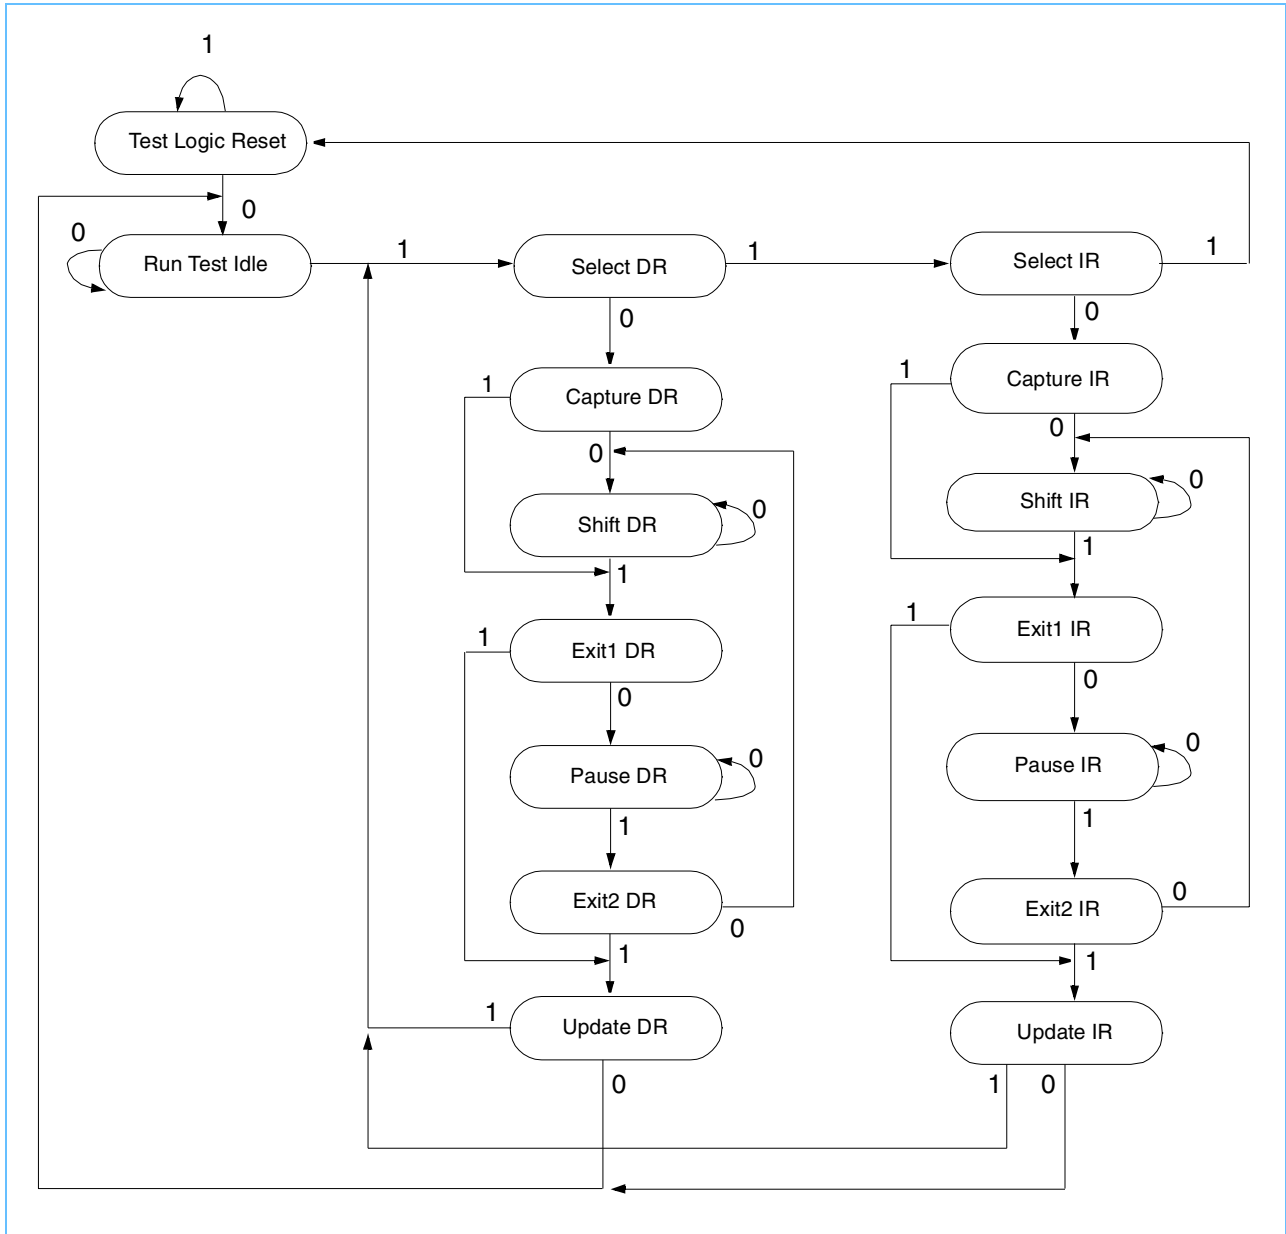 1
Test Logic Reset
0
0
Run Test Idle
1
Select DR
1
Select IR
1
0
0
1
Capture DR
1
Capture IR
0
0
Shift DR
0
Shift IR
0
1
1
1
Exit1 DR
1
Exit1 IR
0
0
Pause DR
0
Pause IR
0
1
1
Exit2 DR
0
Exit2 IR
0
1
1
1
Update DR
Update IR
0
1
0